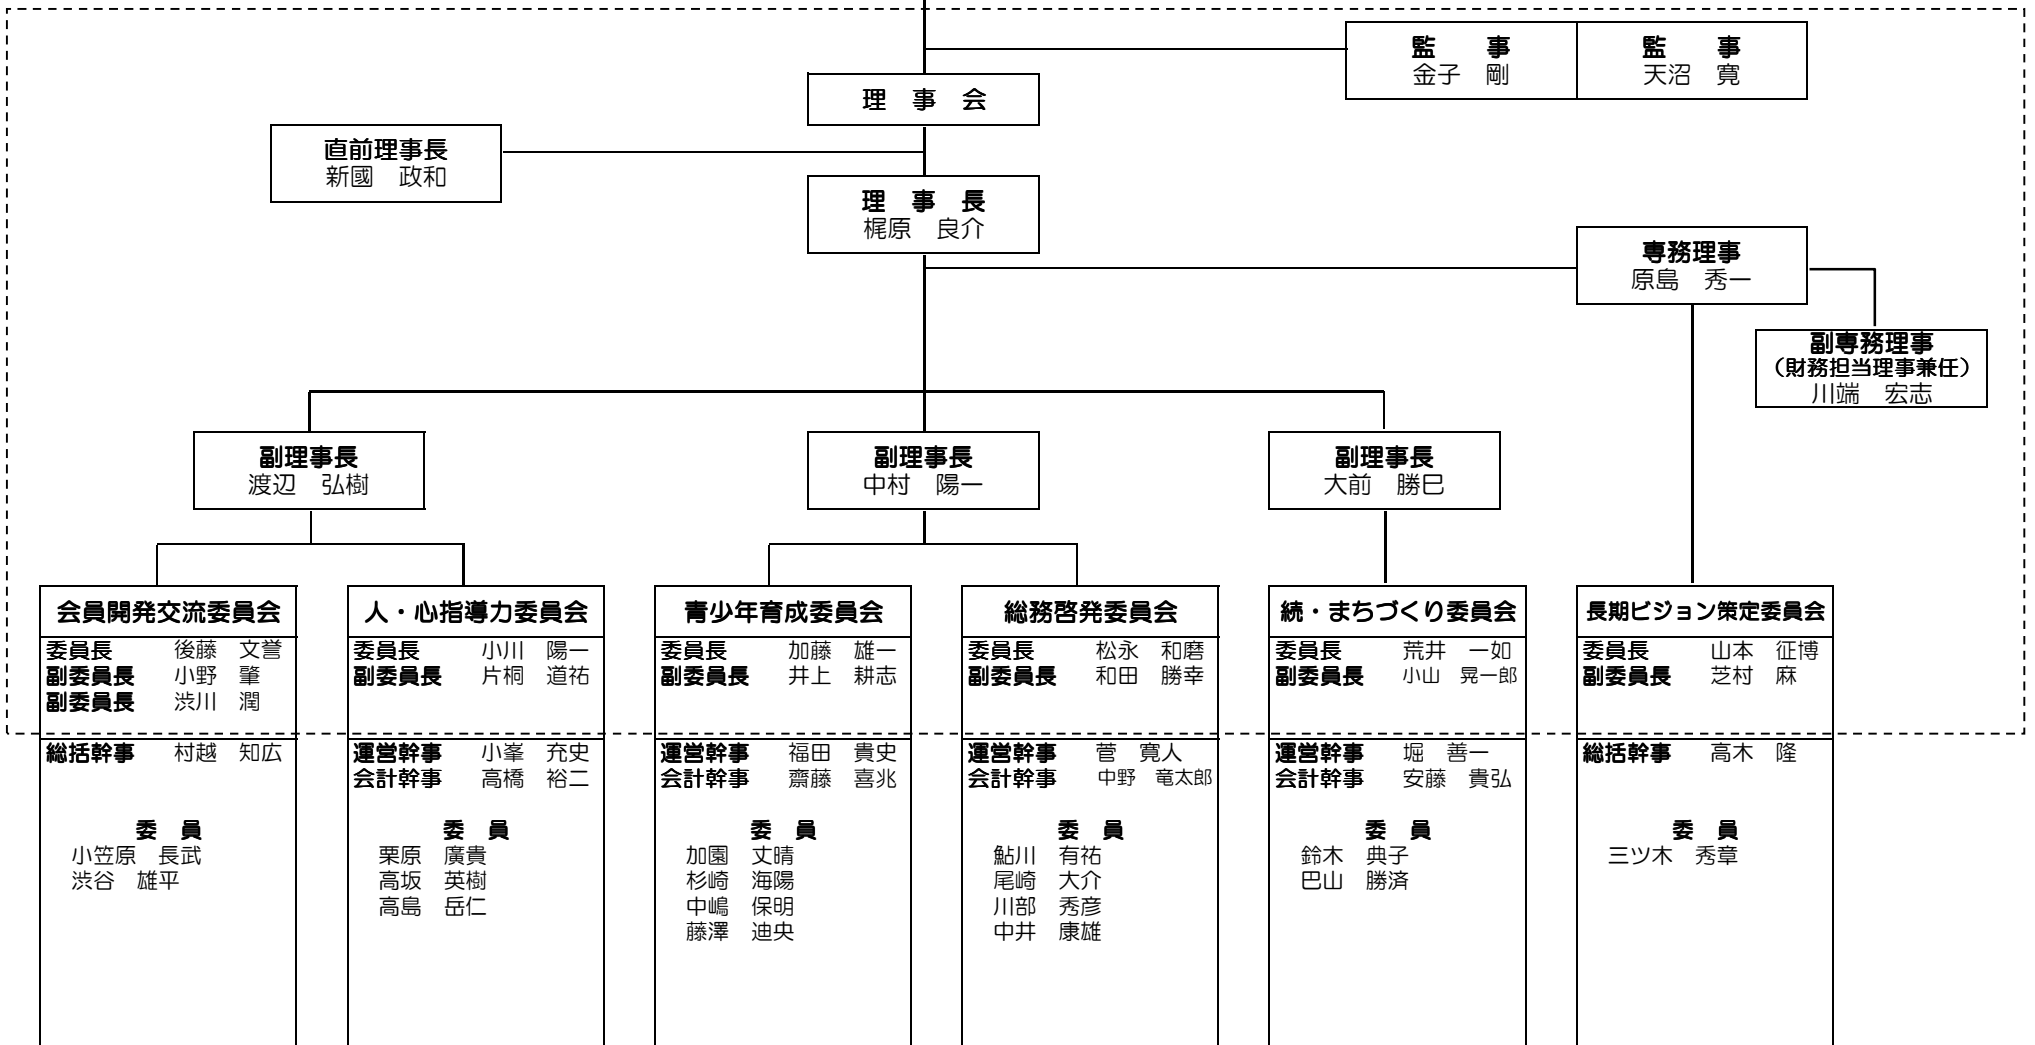 監　事
金子　剛
監　事
天沼　寛
理　事　会
直前理事長
新國　政和
理　事　長
梶原　良介
専務理事
原島　秀一
副専務理事
（財務担当理事兼任）
川端　宏志
副理事長
渡辺　弘樹
副理事長
中村　陽一
副理事長
大前　勝巳
会員開発交流委員会
委員長　後藤　文誉
副委員長　小野　肇
副委員長　渋川　潤
総括幹事　村越　知広
委　員
小笠原　長武
渋谷　雄平
人・心指導力委員会
委員長　小川　陽一
副委員長　片桐　道祐
運営幹事　小峯　充史
会計幹事　高橋　裕二
委　員
栗原　廣貴
高坂　英樹
高島　岳仁
青少年育成委員会
委員長　加藤　雄一
副委員長　井上　耕志
運営幹事　福田　貴史
会計幹事　齋藤　喜兆
委　員
加園　丈晴
杉崎　海陽
中嶋　保明
藤澤　迪央
総務啓発委員会
委員長　松永　和磨
副委員長　和田　勝幸
運営幹事　菅　寛人
会計幹事　中野　竜太郎
委　員
鮎川　有祐
尾崎　大介
川部　秀彦
中井　康雄
続・まちづくり委員会
委員長　荒井　一如
副委員長　小山　晃一郎
運営幹事　堀　善一
会計幹事　安藤　貴弘
委　員
鈴木　典子
巴山　勝済
長期ビジョン策定委員会
委員長　山本　征博
副委員長　芝村　麻
総括幹事　高木　隆
委　員
三ツ木　秀章